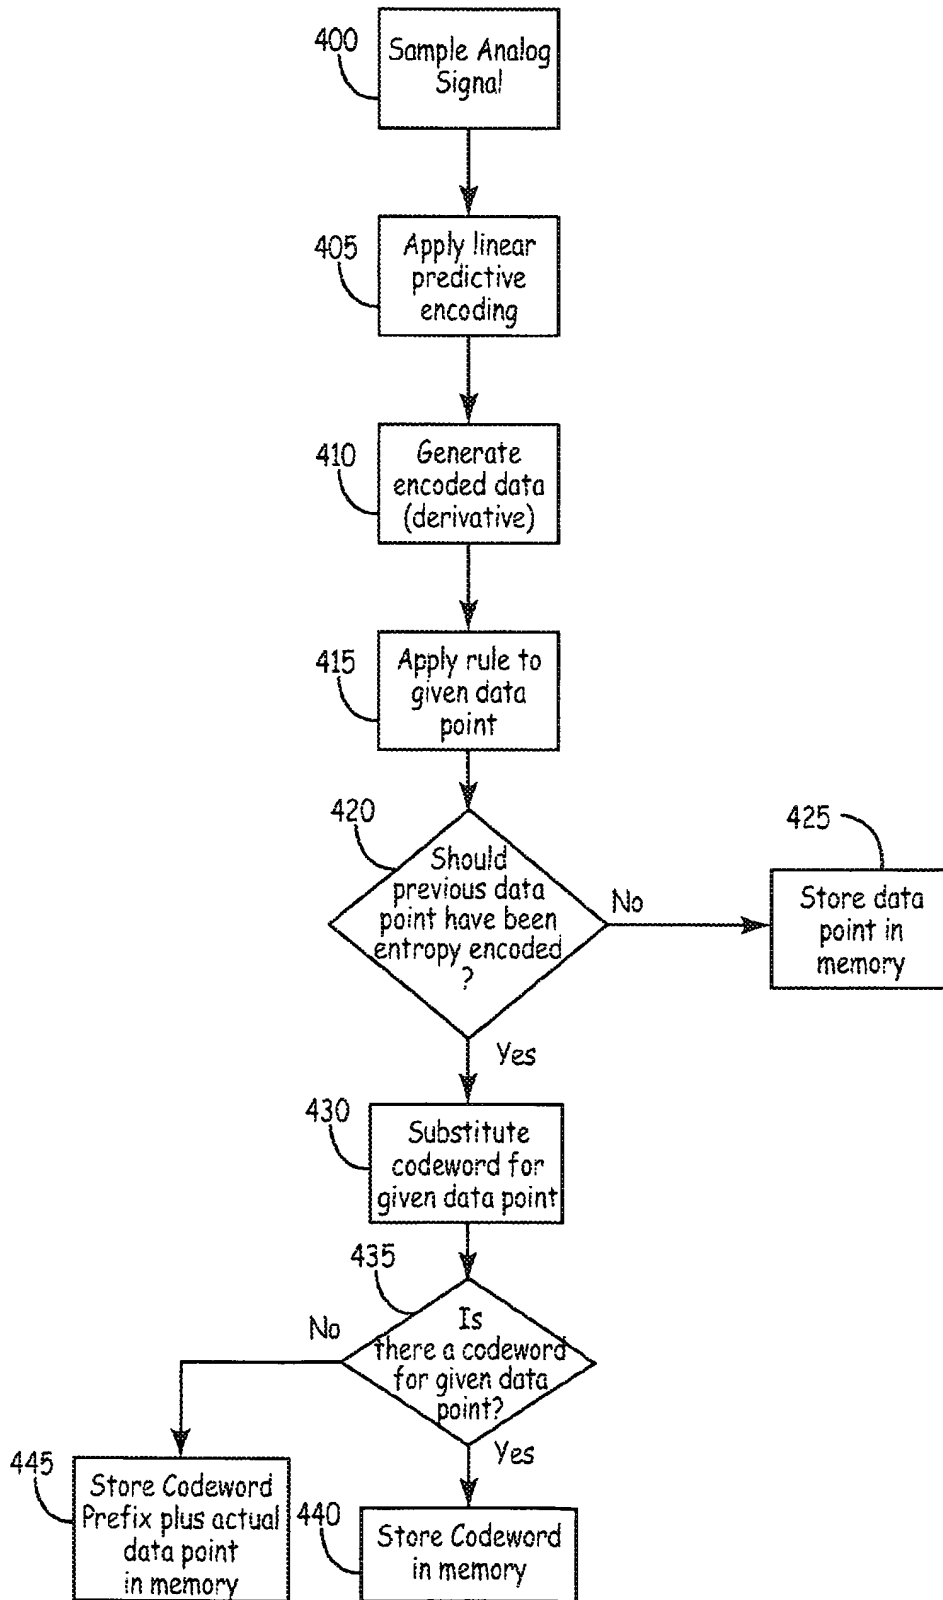 400
Sample Analog
Signal
405
Apply linear
predictive
encoding
410
Generate
encoded data
(derivative)
415
Apply rule to
given data
point
420
Should
previous data
point have been
entropy encoded
?
No
425
Store data
point in
memory
Yes
430
Substitute
codeword for
given data point
435
Is
there a codeword
for given data
point?
No
Yes
445
Store Codeword
Prefix plus actual
data point
in memory
440
Store Codeword
in memory